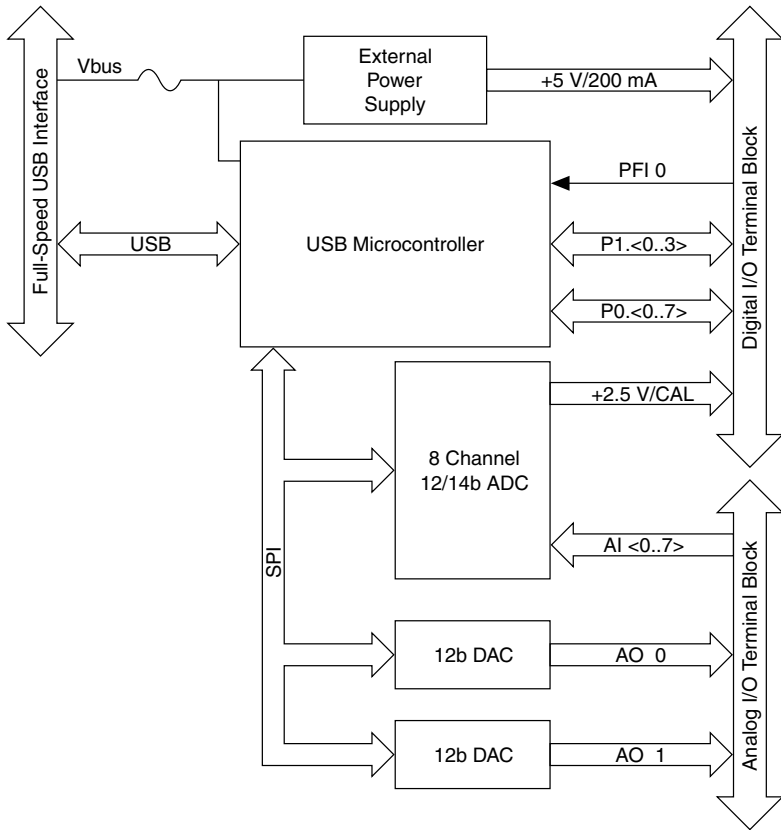 Full-Speed USB Interface
Vbus
External
Power
Supply
+5 V/200 mA
Digital I/O Terminal Block
USB
USB Microcontroller
PFI 0
P1.<0..3>
P0.<0..7>
+2.5 V/CAL
8 Channel
12/14b ADC
SPI
AI <0..7>
Analog I/O Terminal Block
12b DAC
AO 0
12b DAC
AO 1